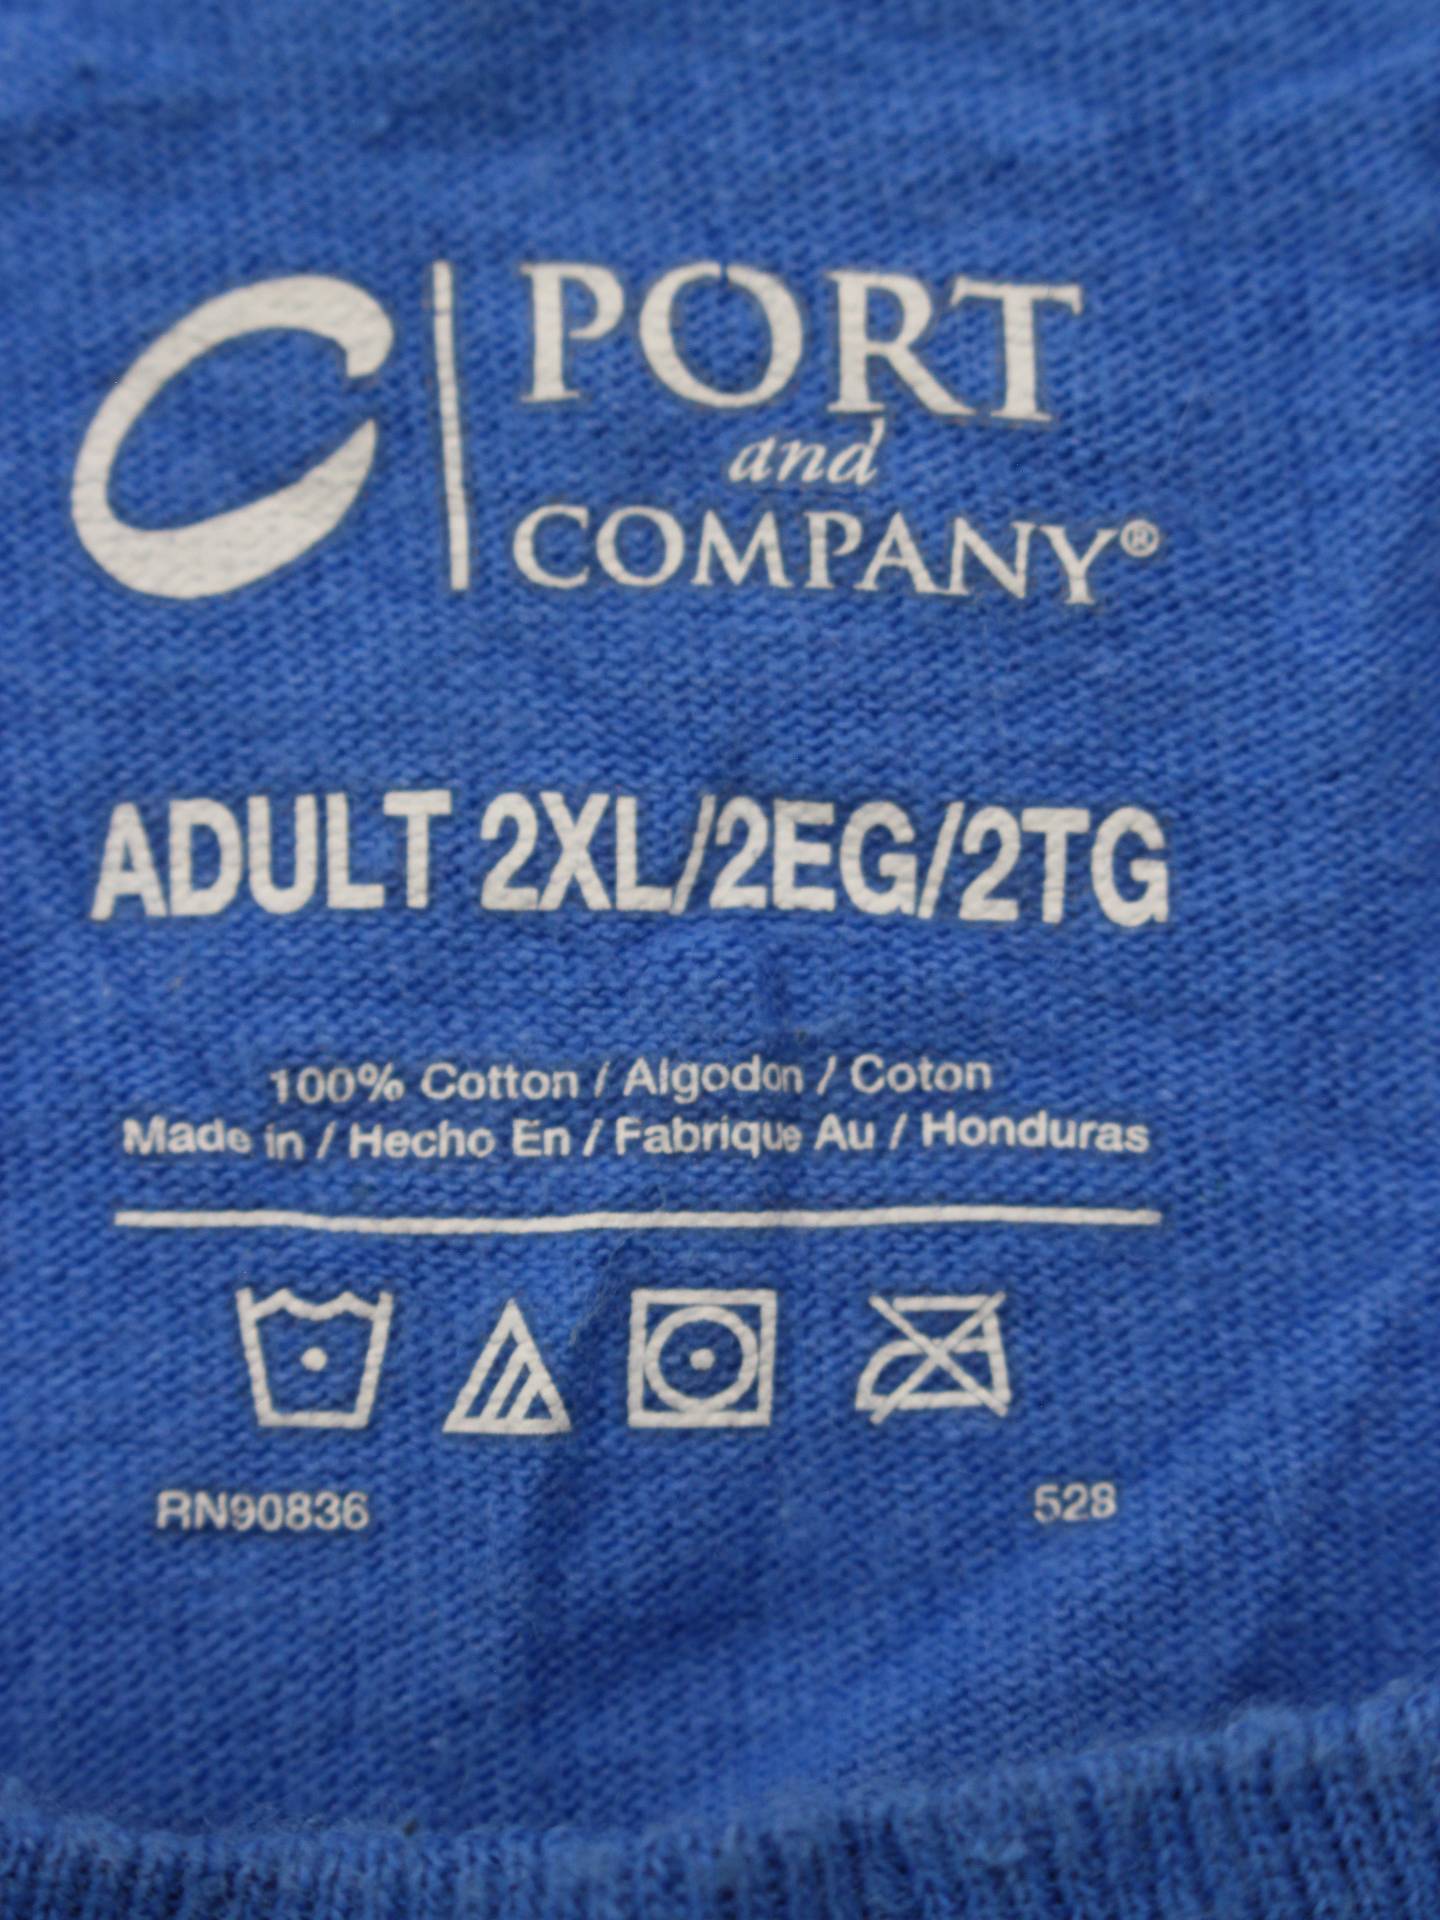 C PORT
and
COMPANY®
ADULT 2XL/2EG/2TG
100% Cotton / Algodon / Coton
Made in / Hecho En / Fabrique Au / Honduras
RN90836 528